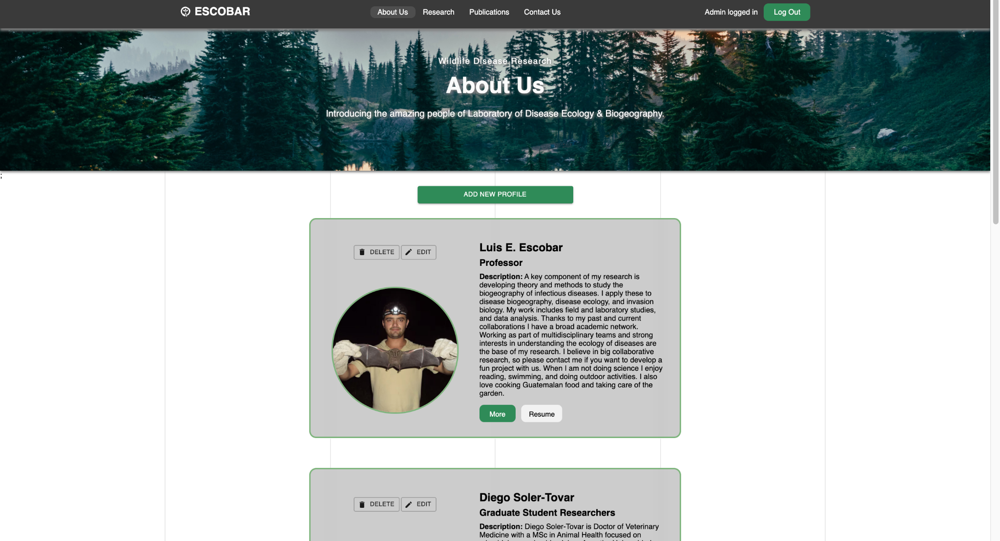 ESCOBAR
About Us
Research
Publications
Contact Us
Admin logged in
Log Out
Wildlife Disease Research
About Us
Introducing the amazing people of Laboratory of Disease Ecology & Biogeography.
;
ADD NEW PROFILE
DELETE
EDIT
Luis E. Escobar
Professor
Description: A key component of my research is
developing theory and methods to study the
biogeography of infectious diseases. I apply these to
disease biogeography, disease ecology, and invasion
biology. My work includes field and laboratory studies,
and data analysis. Thanks to my past and current
collaborations I have a broad academic network.
Working as part of multidisciplinary teams and strong
interests in understanding the ecology of diseases are
the base of my research. I believe in big collaborative
research, so please contact me if you want to develop a
fun project with us. When I am not doing science I enjoy
reading, swimming, and doing outdoor activities. I also
love cooking Guatemalan food and taking care of the
garden.
More
Resume
DELETE
EDIT
Diego Soler-Tovar
Graduate Student Researchers
Description: Diego Soler-Tovar is Doctor of Veterinary
Medicine with a MSc in Animal Health focused on